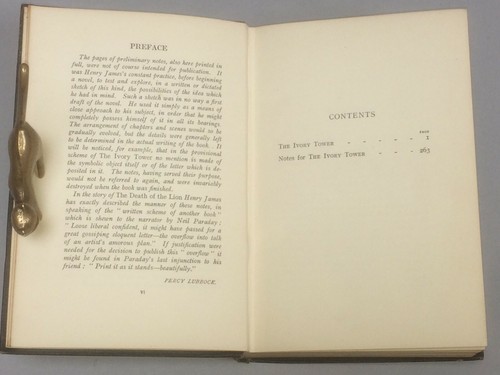 PREFACE
The pages of preliminary notes, also here printed in
full, were not of course intended for publication. It
was Henry James's constant practice, before beginning
a novel, to test and explore, in a written or dictated
sketch of this kind, the possibilities of the idea which
he had in mind. Such a sketch was in no way a first
draft of the novel. He used it simply as a means of
close approach to his subject, in order that he might
completely possess himself of it in all its bearings.
The arrangement of chapters and scenes would so be
gradually evolved, but the details were generally left
to be determined in the actual writing of the book. It
will be noticed, for example, that in the provisional
scheme of The Ivory Tower no mention is made of
the symbolic object itself or of the letter which is de-
posited in it. The notes, having served their purpose,
would not be referred to again, and were invariably
destroyed when the book was finished.
In the story of The Death of the Lion Henry James
has exactly described the manner of these notes, in
speaking of the "written scheme of another book"
which is shown to the narrator by Neil Paraday:
"Loose liberal confident, it might have passed for a
great gossiping eloquent letter—the overflow into talk
of an artist's amorous plan." If justification were
needed for the decision to publish this "overflow" it
might be found in Paraday's last injunction to his
friend: "Print it as it stands—beautifully."
PERCY LUBBOCK.
vi
CONTENTS
PAGE
The Ivory Tower - - - - - 1
Notes for The Ivory Tower - - 263